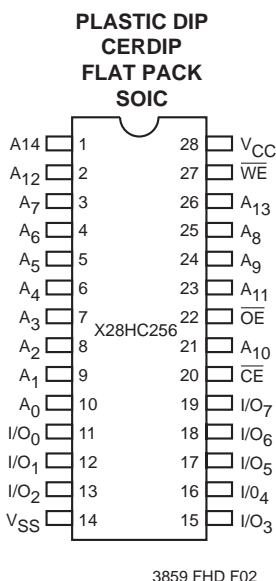 PLASTIC DIP
CERDIP
FLAT PACK
SOIC
A14 1 28 VCC
A12 2 27 WE
A7 3 26 A13
A6 4 25 A8
A5 5 24 A9
A4 6 23 A11
A3 7 X28HC256 22 OE
A2 8 21 A10
A1 9 20 CE
A0 10 19 I/O7
I/O0 11 18 I/O6
I/O1 12 17 I/O5
I/O2 13 16 I/04
VSS 14 15 I/O3
3859 FHD F02